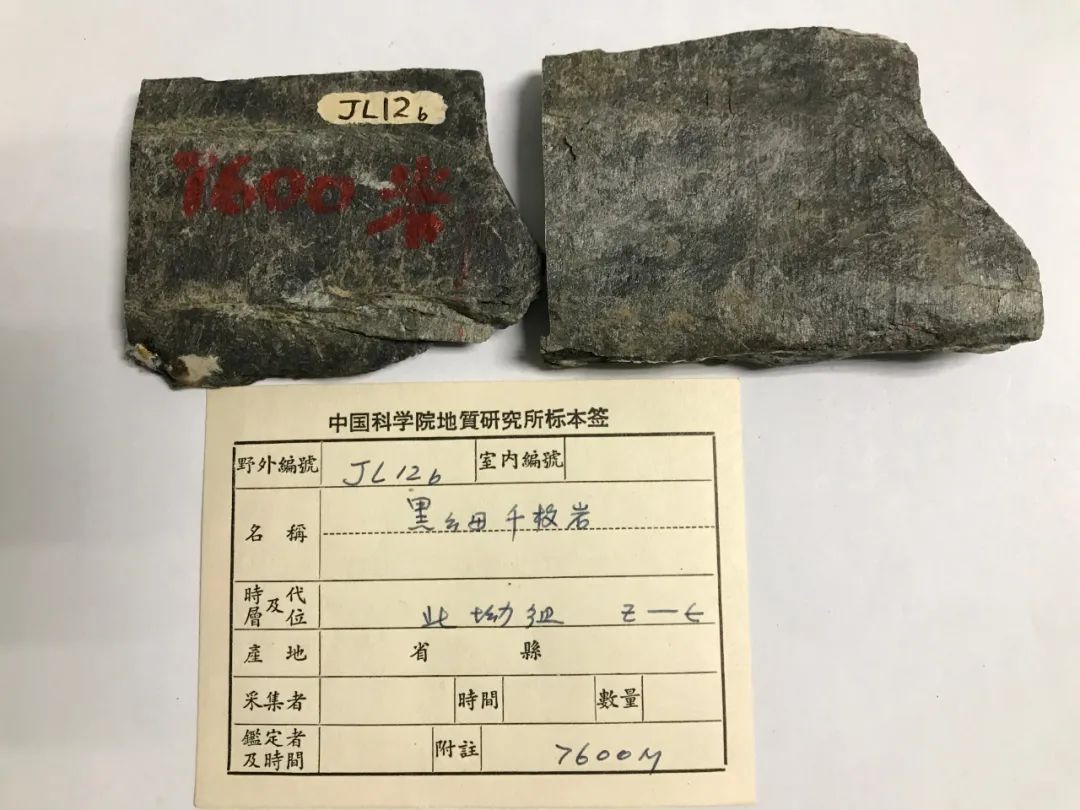 JL12b
7600米
中国科学院地質研究所标本签
野外編號 JL12b 室内編號
名稱 黑云母千枚岩
時代及層位 北坳组 Z—Є
產地 省 縣
采集者 時間 數量
鑑定者及時間 附註 7600M